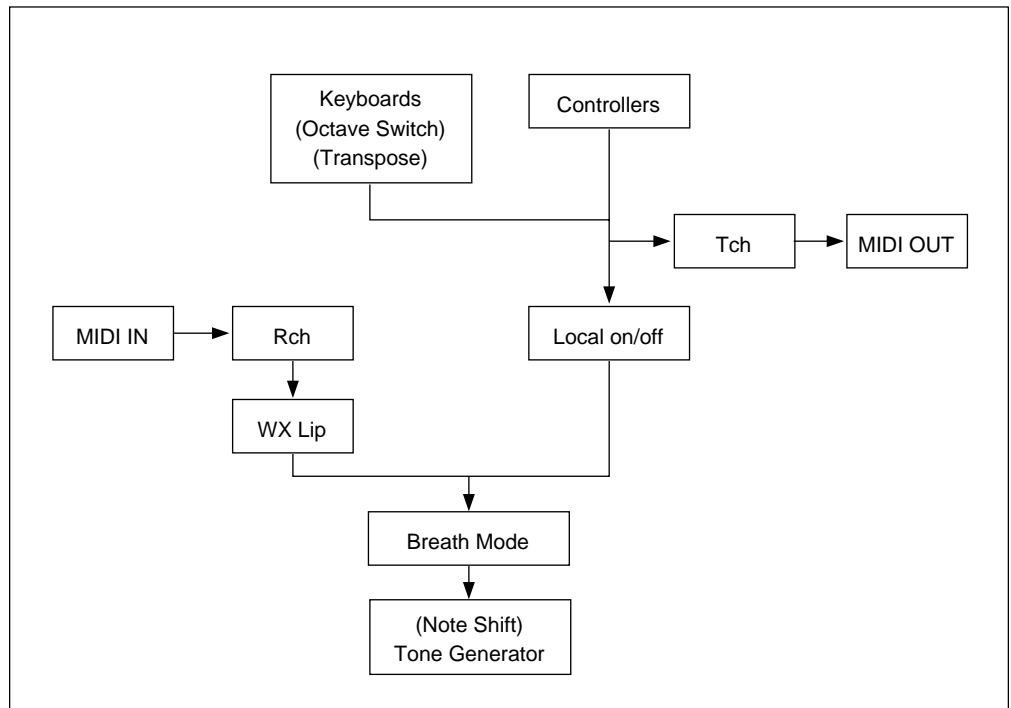 Keyboards
(Octave Switch)
(Transpose)
Controllers
Tch
MIDI OUT
MIDI IN
Rch
Local on/off
WX Lip
Breath Mode
(Note Shift)
Tone Generator